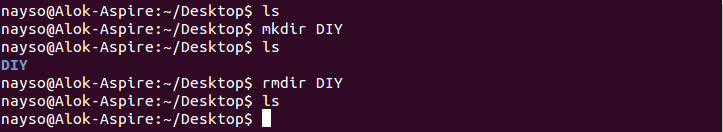 nayso@Alok-Aspire:~/Desktop$ ls
nayso@Alok-Aspire:~/Desktop$ mkdir DIY
nayso@Alok-Aspire:~/Desktop$ ls
DIY
nayso@Alok-Aspire:~/Desktop$ rmdir DIY
nayso@Alok-Aspire:~/Desktop$ ls
nayso@Alok-Aspire:~/Desktop$